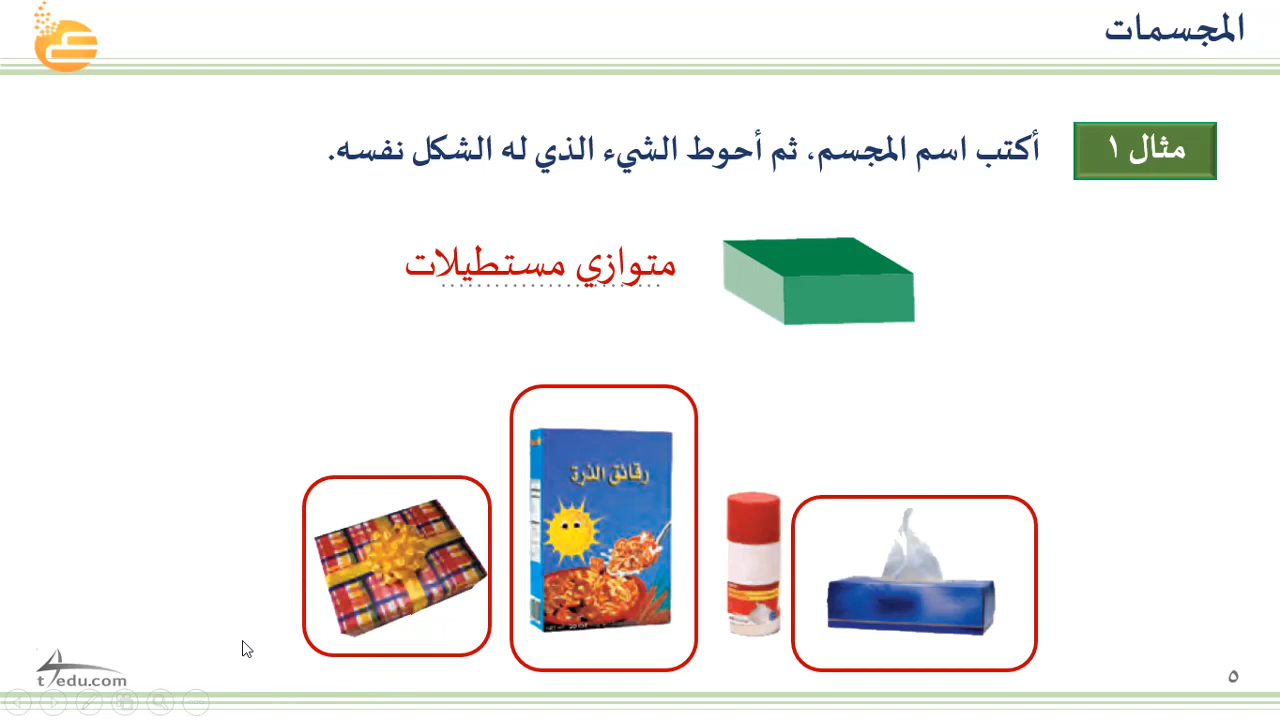 المجسمات
مثال ١
أكتب اسم المجسم، ثم أحوط الشيء الذي له الشكل نفسه.
متوازي مستطيلات
رقائق الذرة
t4edu.com
٥